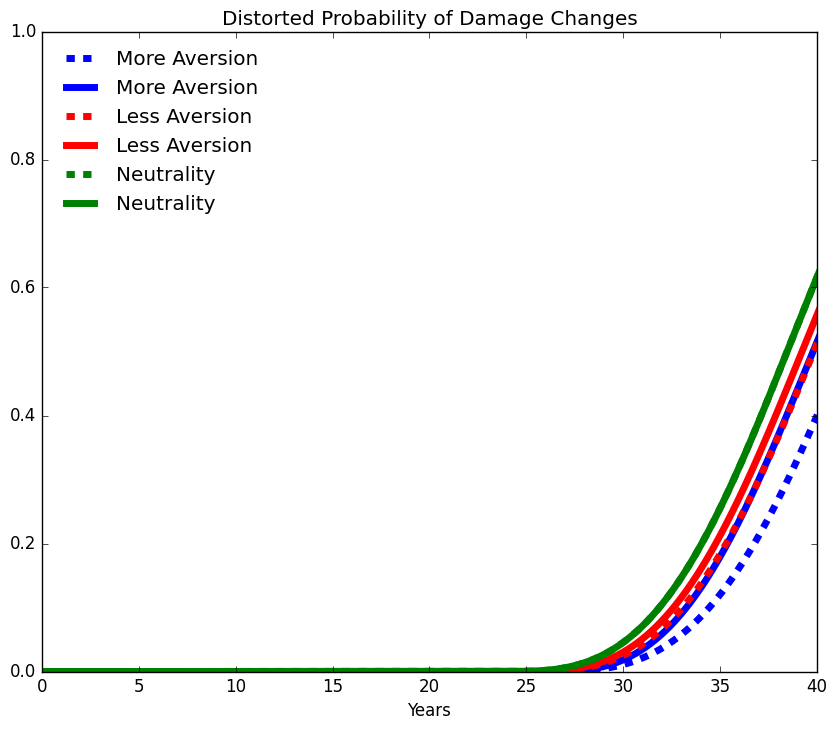 Distorted Probability of Damage Changes
1.0
More Aversion
More Aversion
Less Aversion
Less Aversion
Neutrality
Neutrality
0.8
0.6
0.4
0.2
0.0
0 5 10 15 20 25 30 35 40
Years